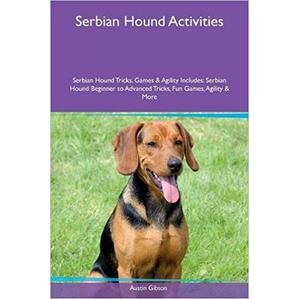 Serbian Hound Activities
Serbian Hound Tricks, Games & Agility Includes: Serbian
Hound Beginner to Advanced Tricks, Fun Games, Agility &
More
Austin Gibson